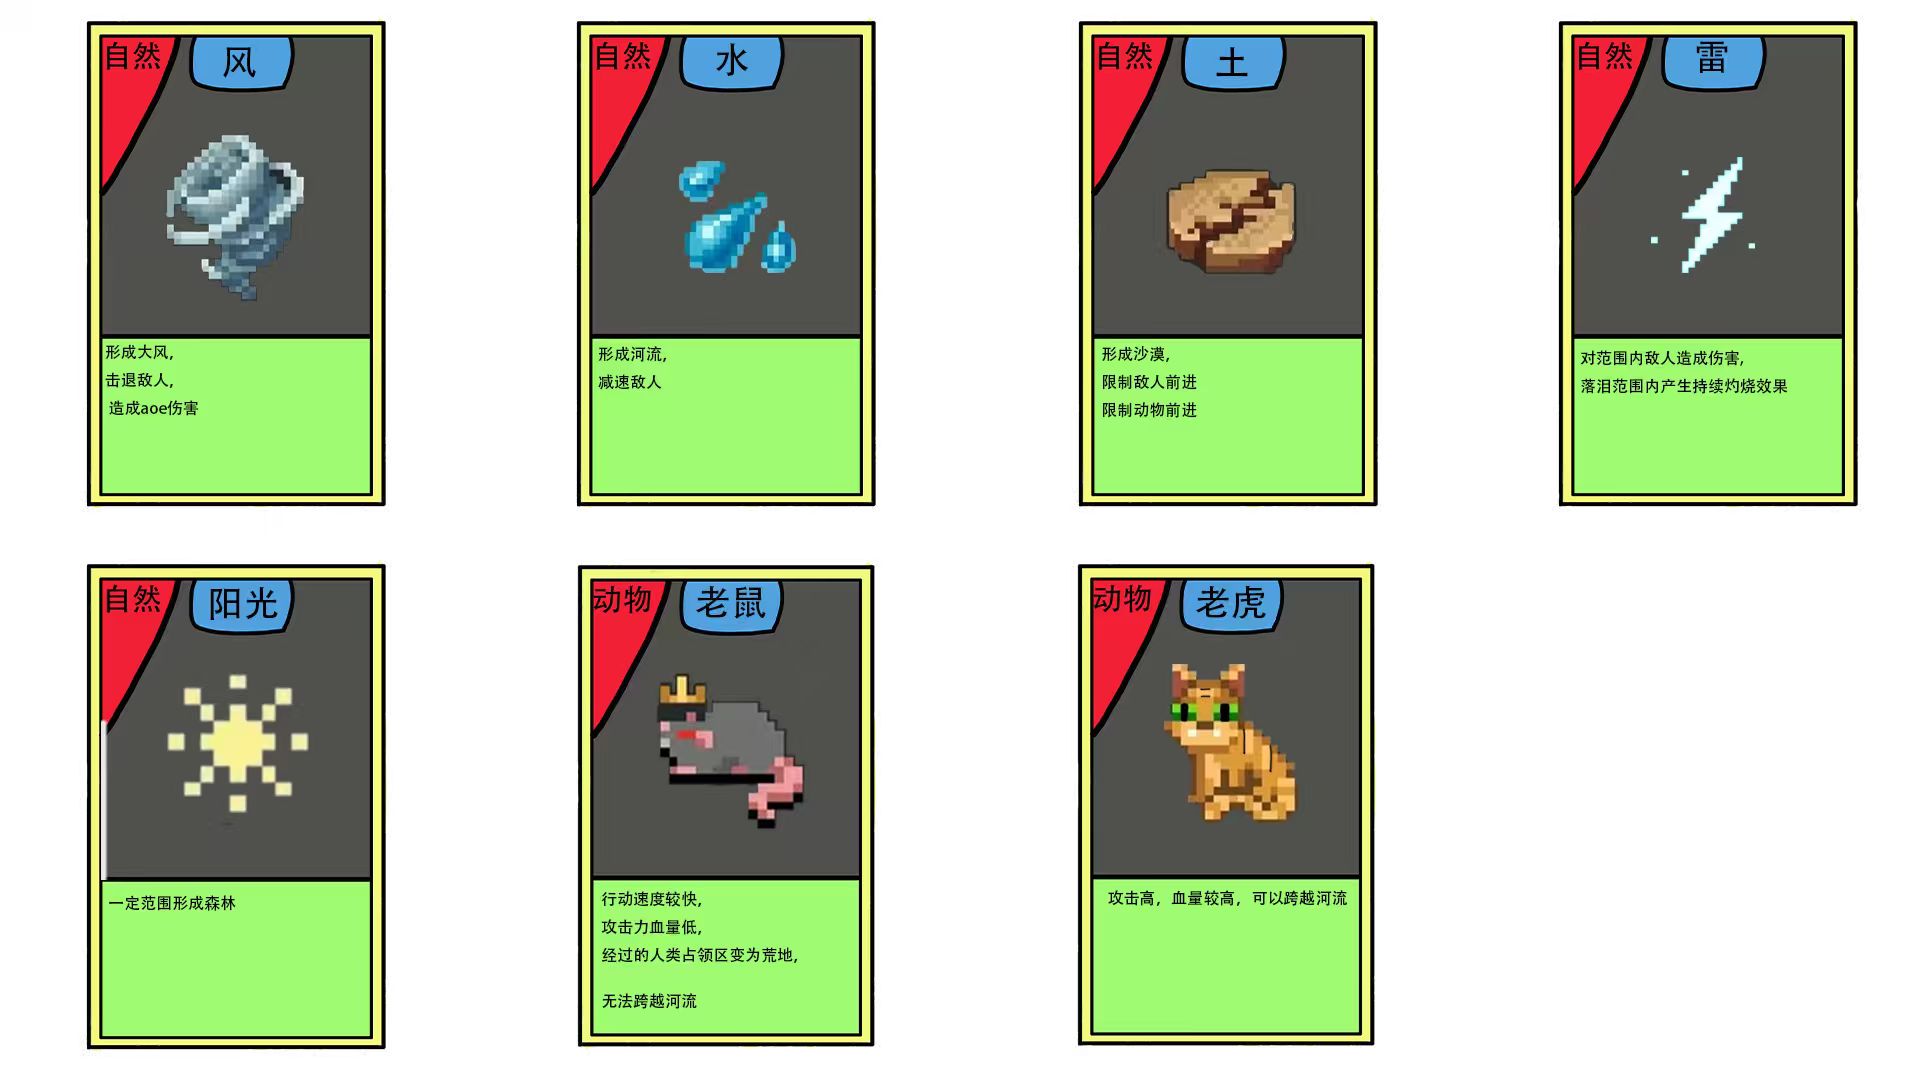 自然
风
形成大风,
击退敌人,
造成aoe伤害
自然
水
形成河流,
减速敌人
自然
土
形成沙漠,
限制敌人前进
限制动物前进
自然
雷
对范围内敌人造成伤害,
落泪范围内产生持续灼烧效果
自然
阳光
一定范围形成森林
动物
老鼠
行动速度较快,
攻击力血量低,
经过的人类占领区变为荒地,
无法跨越河流
动物
老虎
攻击高，血量较高，可以跨越河流